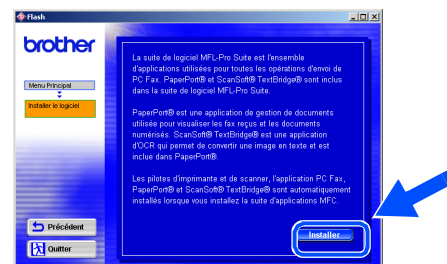 Flash
brother
Menu Principal
Installer le logiciel
La suite de logiciel MFL-Pro Suite est l'ensemble
d'applications utilisées pour toutes les opérations d'envoi de
PC Fax. PaperPort® et ScanSoft® TextBridge® sont inclus
dans la suite de logiciel MFL-Pro Suite.
PaperPort® est une application de gestion de documents
utilisée pour visualiser les fax reçus et les documents
numérisés. ScanSoft® TextBridge® est une application
d'OCR qui permet de convertir une image en texte et est
inclue dans PaperPort®.
Les pilotes d'imprimante et de scanner, l'application PC Fax,
PaperPort® et ScanSoft® TextBridge® sont automatiquement
installés lorsque vous installez la suite d'applications MFC.
Précédent
Quitter
Installer